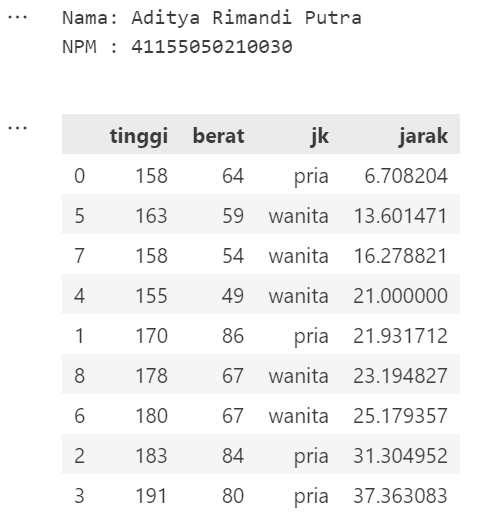 Nama: Aditya Rimandi Putra
NPM : 41155050210030
tinggi berat jk jarak
0 158 64 pria 6.708204
5 163 59 wanita 13.601471
7 158 54 wanita 16.278821
4 155 49 wanita 21.000000
1 170 86 pria 21.931712
8 178 67 wanita 23.194827
6 180 67 wanita 25.179357
2 183 84 pria 31.304952
3 191 80 pria 37.363083